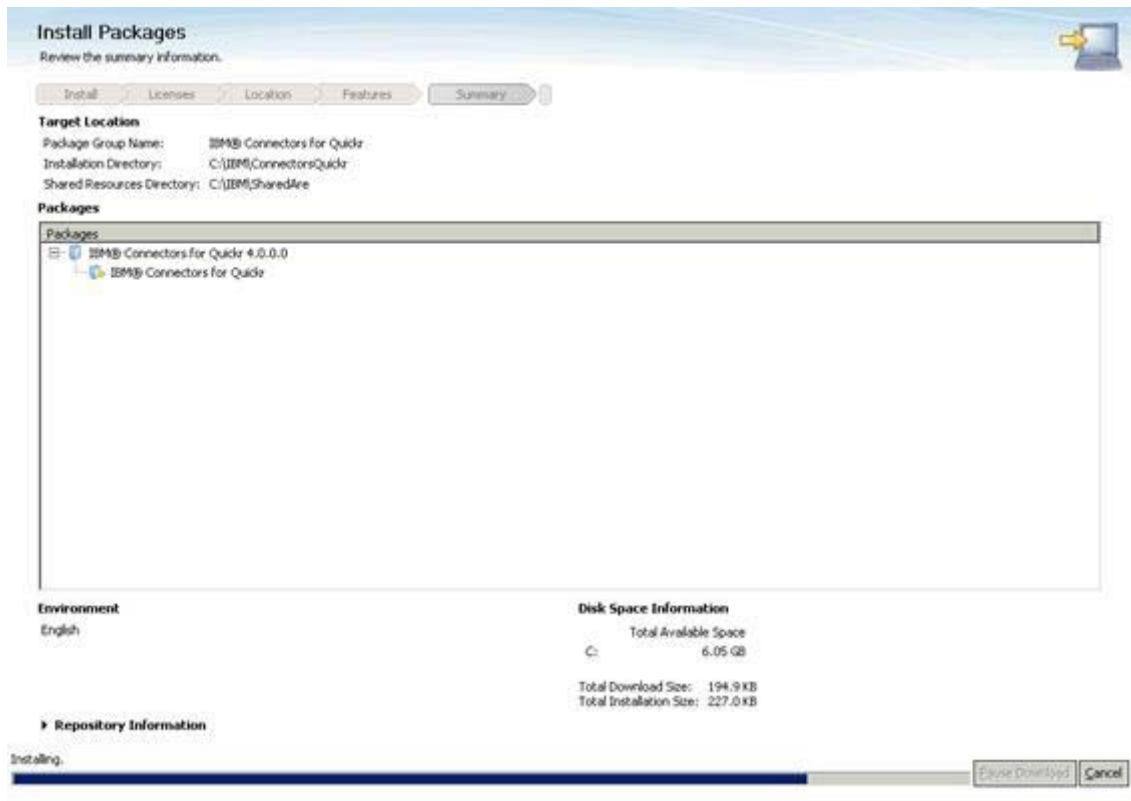 Install Packages
Review the summary information.
Install Licenses Location Features Summary
Target Location
Package Group Name: IBM® Connectors for Quickr
Installation Directory: C:\IBM\ConnectorsQuickr
Shared Resources Directory: C:\IBM\SharedAre
Packages
Packages
IBM® Connectors for Quickr 4.0.0.0
IBM® Connectors for Quickr
Environment
English
Disk Space Information
Total Available Space
C: 6.05 GB
Total Download Size: 194.9 KB
Total Installation Size: 227.0 KB
Repository Information
Installing.
Pause Download Cancel